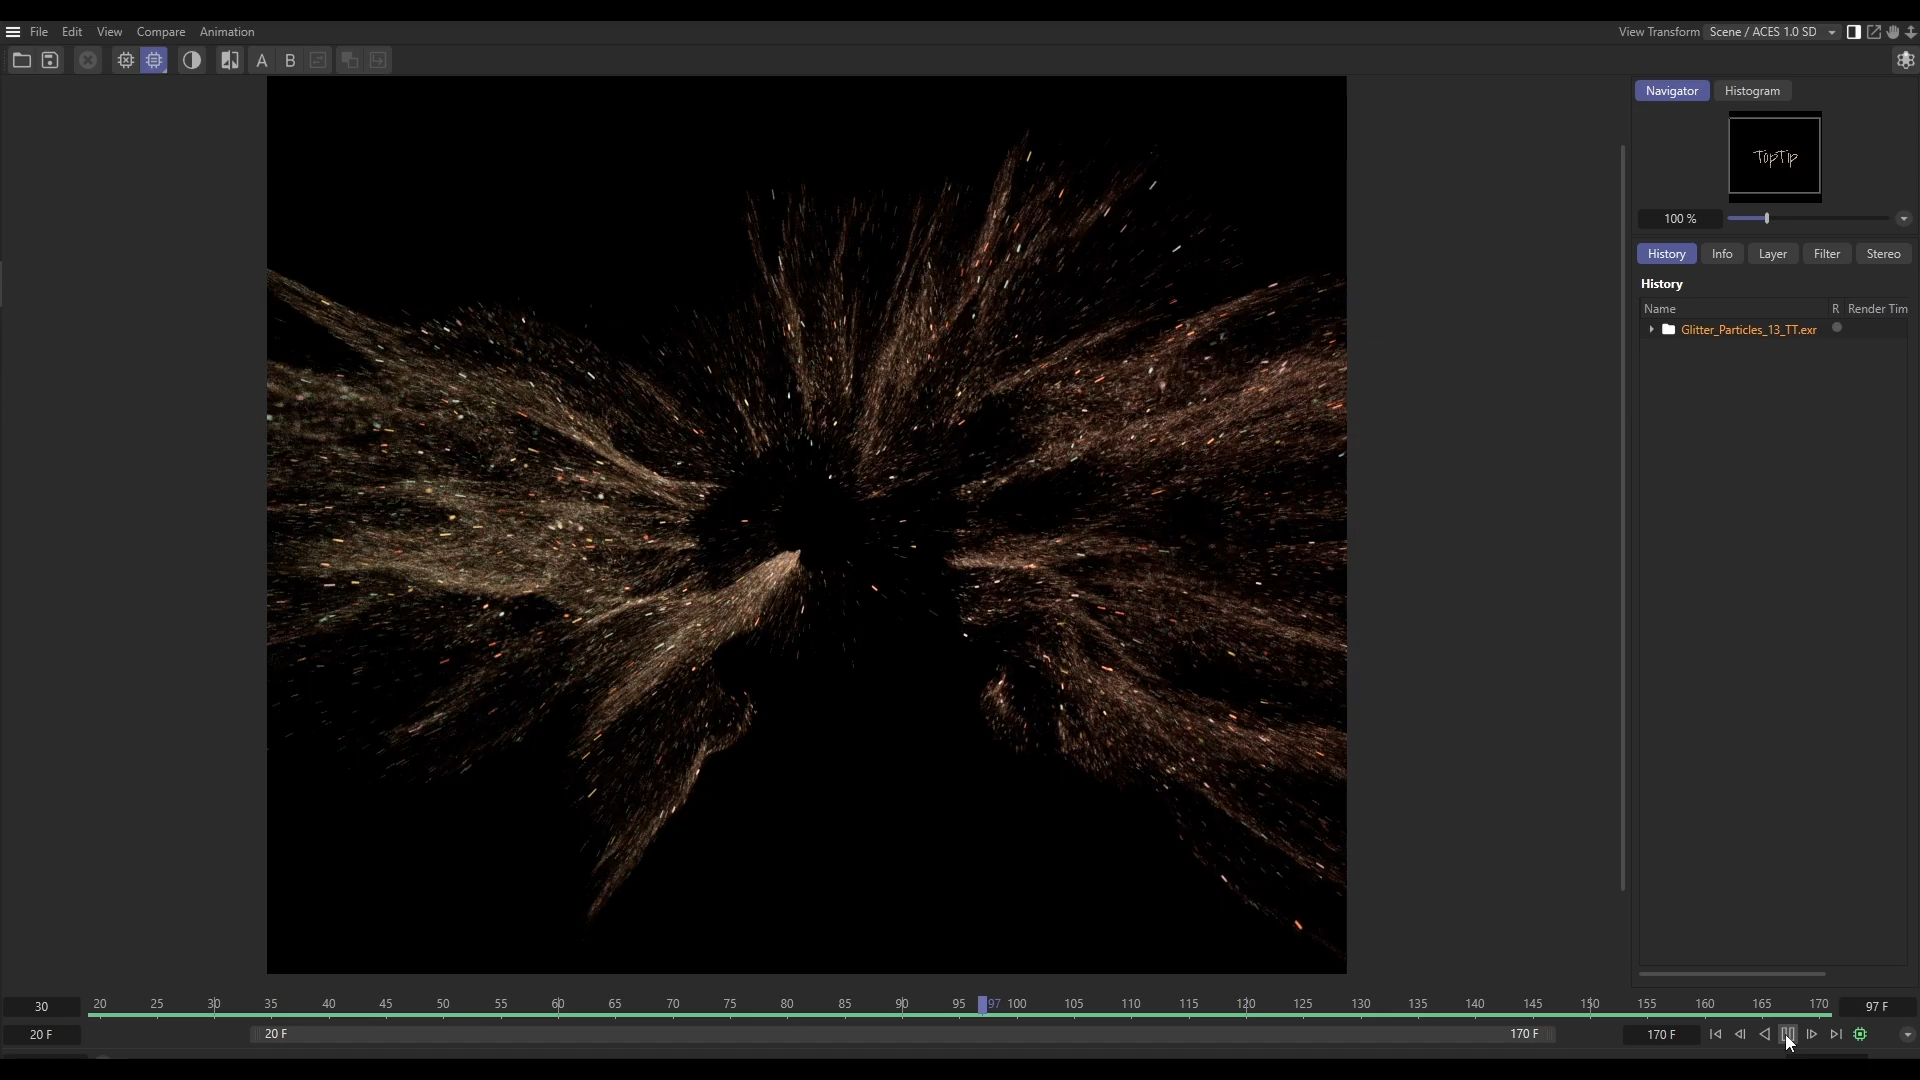 File Edit View Compare Animation View Transform Scene / ACES 1.0 SD
A B
Navigator Histogram
TopTip
100 %
History Info Layer Filter Stereo
History
Name R Render Tim
Glitter_Particles_13_TT.exr
30 20 25 30 35 40 45 50 55 60 65 70 75 80 85 90 95 97 100 105 110 115 120 125 130 135 140 145 150 155 160 165 170 97 F
20 F 20 F 170 F 170 F